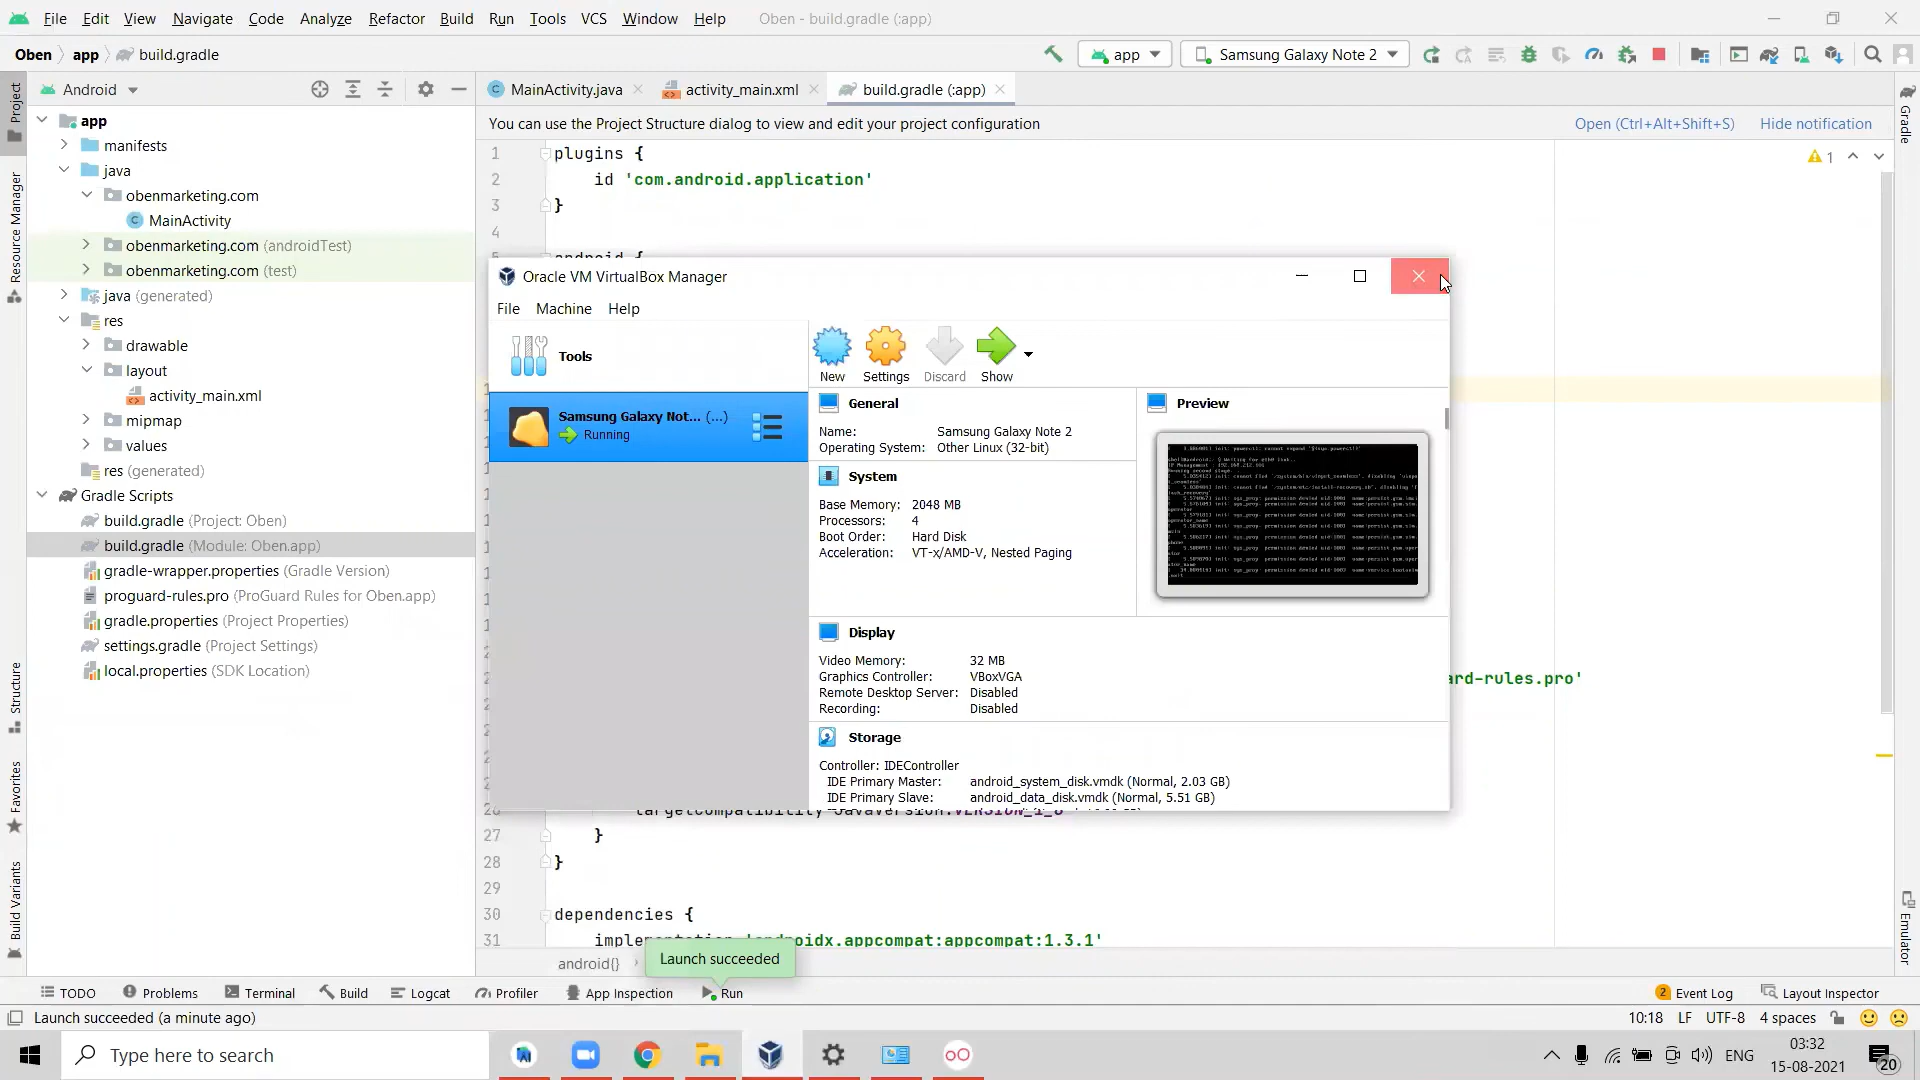 File Edit View Navigate Code Analyze Refactor Build Run Tools VCS Window Help Oben - build.gradle (:app)
Oben app build.gradle app Samsung Galaxy Note 2
Android MainActivity.java activity_main.xml build.gradle (:app)
You can use the Project Structure dialog to view and edit your project configuration Open (Ctrl+Alt+Shift+S) Hide notification
Project
Resource Manager
Structure
Favorites
Build Variants
app
manifests
java
obenmarketing.com
MainActivity
obenmarketing.com (androidTest)
obenmarketing.com (test)
java (generated)
res
drawable
layout
activity_main.xml
mipmap
values
res (generated)
Gradle Scripts
build.gradle (Project: Oben)
build.gradle (Module: Oben.app)
gradle-wrapper.properties (Gradle Version)
proguard-rules.pro (ProGuard Rules for Oben.app)
gradle.properties (Project Properties)
settings.gradle (Project Settings)
local.properties (SDK Location)
1 plugins {
2 id 'com.android.application'
3 }
4
1
Oracle VM VirtualBox Manager
File Machine Help
Tools
New Settings Discard Show
Samsung Galaxy Not... (...)
Running
General
Name: Samsung Galaxy Note 2
Operating System: Other Linux (32-bit)
System
Base Memory: 2048 MB
Processors: 4
Boot Order: Hard Disk
Acceleration: VT-x/AMD-V, Nested Paging
Preview
Display
Video Memory: 32 MB
Graphics Controller: VBoxVGA
Remote Desktop Server: Disabled
Recording: Disabled
Storage
Controller: IDEController
IDE Primary Master: android_system_disk.vmdk (Normal, 2.03 GB)
IDE Primary Slave: android_data_disk.vmdk (Normal, 5.51 GB)
ard-rules.pro'
27 }
28 }
29
30 dependencies {
31 'androidx.appcompat:appcompat:1.3.1'
android{}
Launch succeeded
Gradle
Emulator
TODO Problems Terminal Build Logcat Profiler App Inspection Run 2 Event Log Layout Inspector
Launch succeeded (a minute ago) 10:18 LF UTF-8 4 spaces
Type here to search ENG 03:32
15-08-2021 20